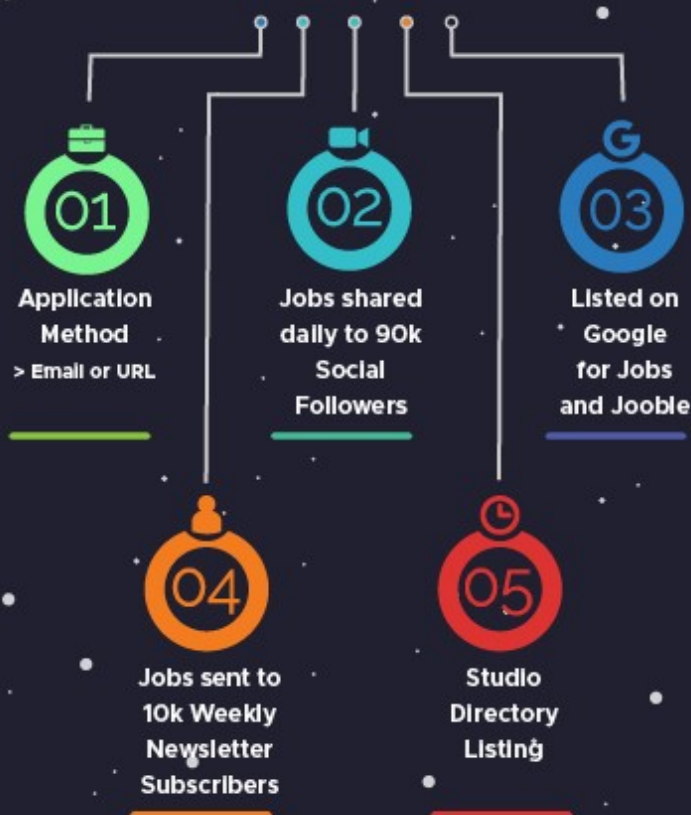 01
Application
Method
> Email or URL
02
Jobs shared
daily to 90k
Social
Followers
03
Listed on
Google
for Jobs
and Jooble
04
Jobs sent to
10k Weekly
Newsletter
Subscribers
05
Studio
Directory
Listing